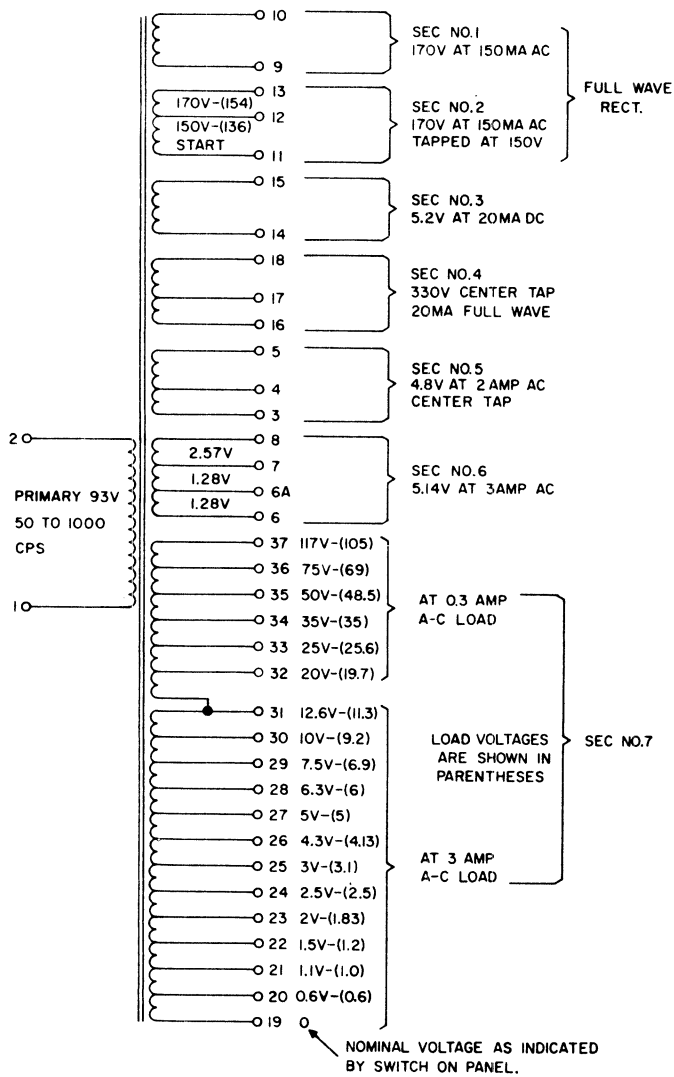 10
9
SEC NO.1
170V AT 150MA AC
13
170V-(154)
12
150V-(136)
START
11
SEC NO.2
170V AT 150MA AC
TAPPED AT 150V
FULL WAVE
RECT.
15
14
SEC NO.3
5.2V AT 20MA DC
18
17
16
SEC NO.4
330V CENTER TAP
20MA FULL WAVE
5
4
3
SEC NO.5
4.8V AT 2 AMP AC
CENTER TAP
2
PRIMARY 93V
50 TO 1000
CPS
1
8
2.57V
7
1.28V
6A
1.28V
6
SEC NO.6
5.14V AT 3AMP AC
37 117V-(105)
36 75V-(69)
35 50V-(48.5)
34 35V-(35)
33 25V-(25.6)
32 20V-(19.7)
AT 0.3 AMP
A-C LOAD
31 12.6V-(11.3)
30 10V-(9.2)
29 7.5V-(6.9)
28 6.3V-(6)
27 5V-(5)
26 4.3V-(4.13)
25 3V-(3.1)
24 2.5V-(2.5)
23 2V-(1.83)
22 1.5V-(1.2)
21 1.1V-(1.0)
20 0.6V-(0.6)
19 0
LOAD VOLTAGES
ARE SHOWN IN
PARENTHESES
SEC NO.7
AT 3 AMP
A-C LOAD
NOMINAL VOLTAGE AS INDICATED
BY SWITCH ON PANEL.